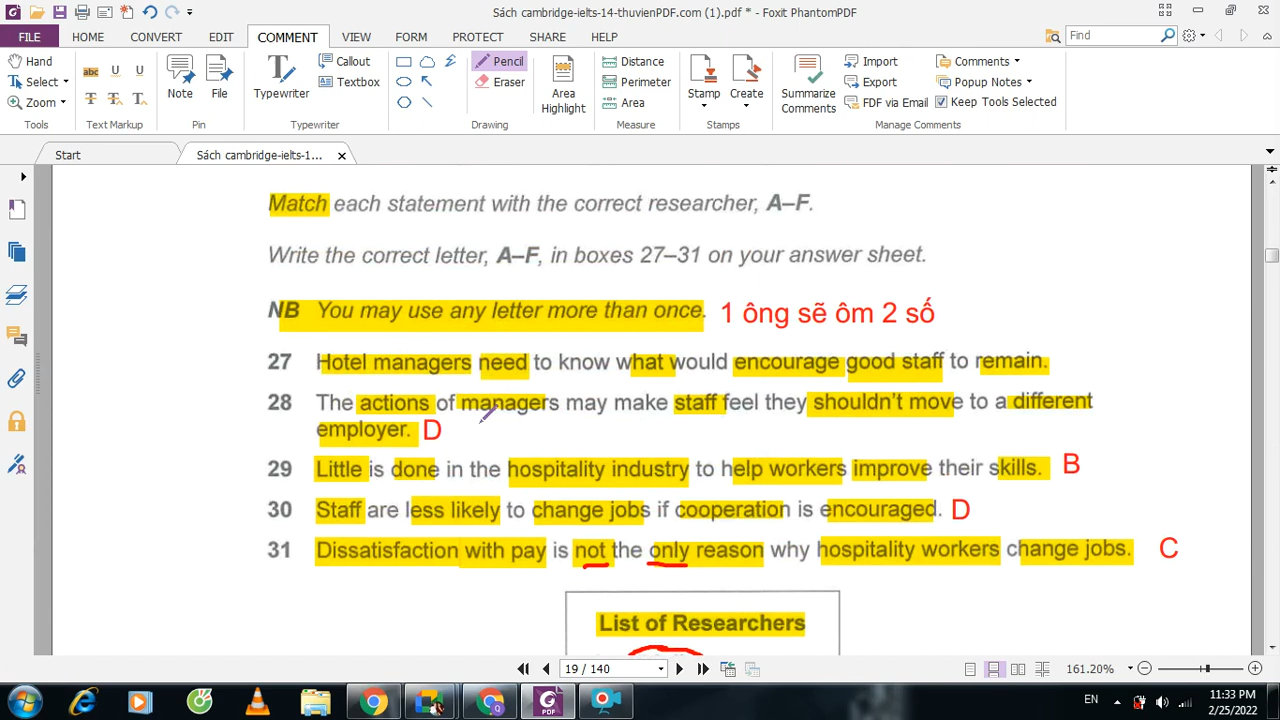 Sách cambridge-ielts-14-thuvienPDF.com (1).pdf * - Foxit PhantomPDF
FILE HOME CONVERT EDIT COMMENT VIEW FORM PROTECT SHARE HELP Find
Hand Callout Distance Import Comments
Select Textbox Pencil Perimeter Export Popup Notes
Zoom Note File Typewriter Eraser Area Highlight Area Stamp Create Summarize Comments FDF via Email Keep Tools Selected
Tools Text Markup Pin Typewriter Drawing Measure Stamps Manage Comments
Start Sách cambridge-ielts-1...
Match each statement with the correct researcher, A–F.
Write the correct letter, A–F, in boxes 27–31 on your answer sheet.
NB You may use any letter more than once. 1 ông sẽ ôm 2 số
27 Hotel managers need to know what would encourage good staff to remain.
28 The actions of managers may make staff feel they shouldn't move to a different
employer. D
29 Little is done in the hospitality industry to help workers improve their skills. B
30 Staff are less likely to change jobs if cooperation is encouraged. D
31 Dissatisfaction with pay is not the only reason why hospitality workers change jobs. C
List of Researchers
19 / 140 161.20%
EN 11:33 PM
2/25/2022